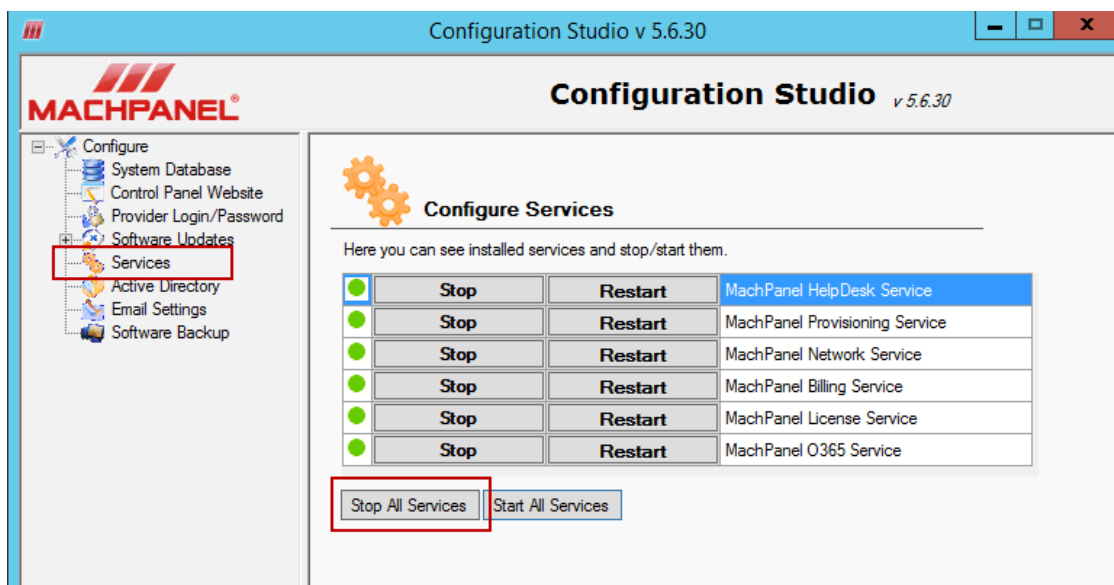 Configuration Studio v 5.6.30
MACHPANEL®
Configuration Studio v 5.6.30
Configure
System Database
Control Panel Website
Provider Login/Password
Software Updates
Services
Active Directory
Email Settings
Software Backup
Configure Services
Here you can see installed services and stop/start them.
Stop Restart MachPanel HelpDesk Service
Stop Restart MachPanel Provisioning Service
Stop Restart MachPanel Network Service
Stop Restart MachPanel Billing Service
Stop Restart MachPanel License Service
Stop Restart MachPanel O365 Service
Stop All Services Start All Services